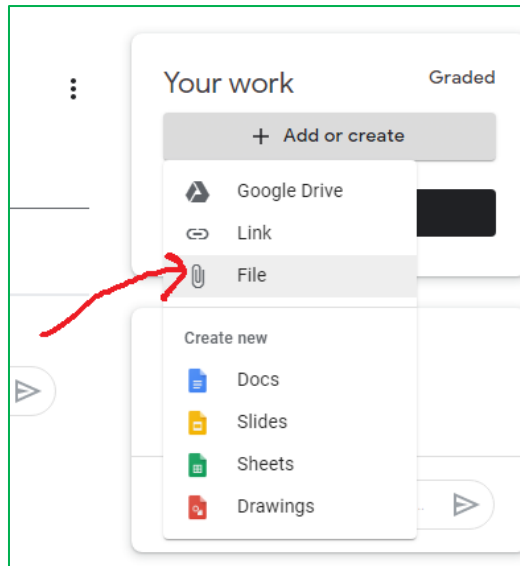 Your work
Graded
+ Add or create
Google Drive
Link
File
Create new
Docs
Slides
Sheets
Drawings